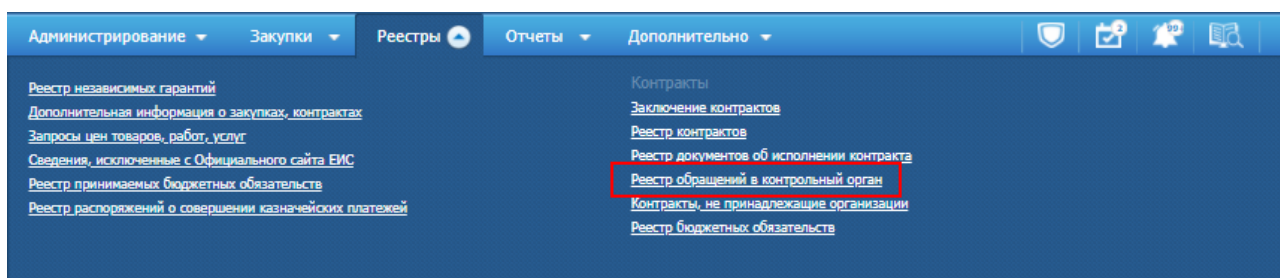 Администрирование Закупки Реестры Отчеты Дополнительно 2 99
Реестр независимых гарантий
Дополнительная информация о закупках, контрактах
Запросы цен товаров, работ, услуг
Сведения, исключенные с Официального сайта ЕИС
Реестр принимаемых бюджетных обязательств
Реестр распоряжений о совершении казначейских платежей
Контракты
Заключение контрактов
Реестр контрактов
Реестр документов об исполнении контракта
Реестр обращений в контрольный орган
Контракты, не принадлежащие организации
Реестр бюджетных обязательств